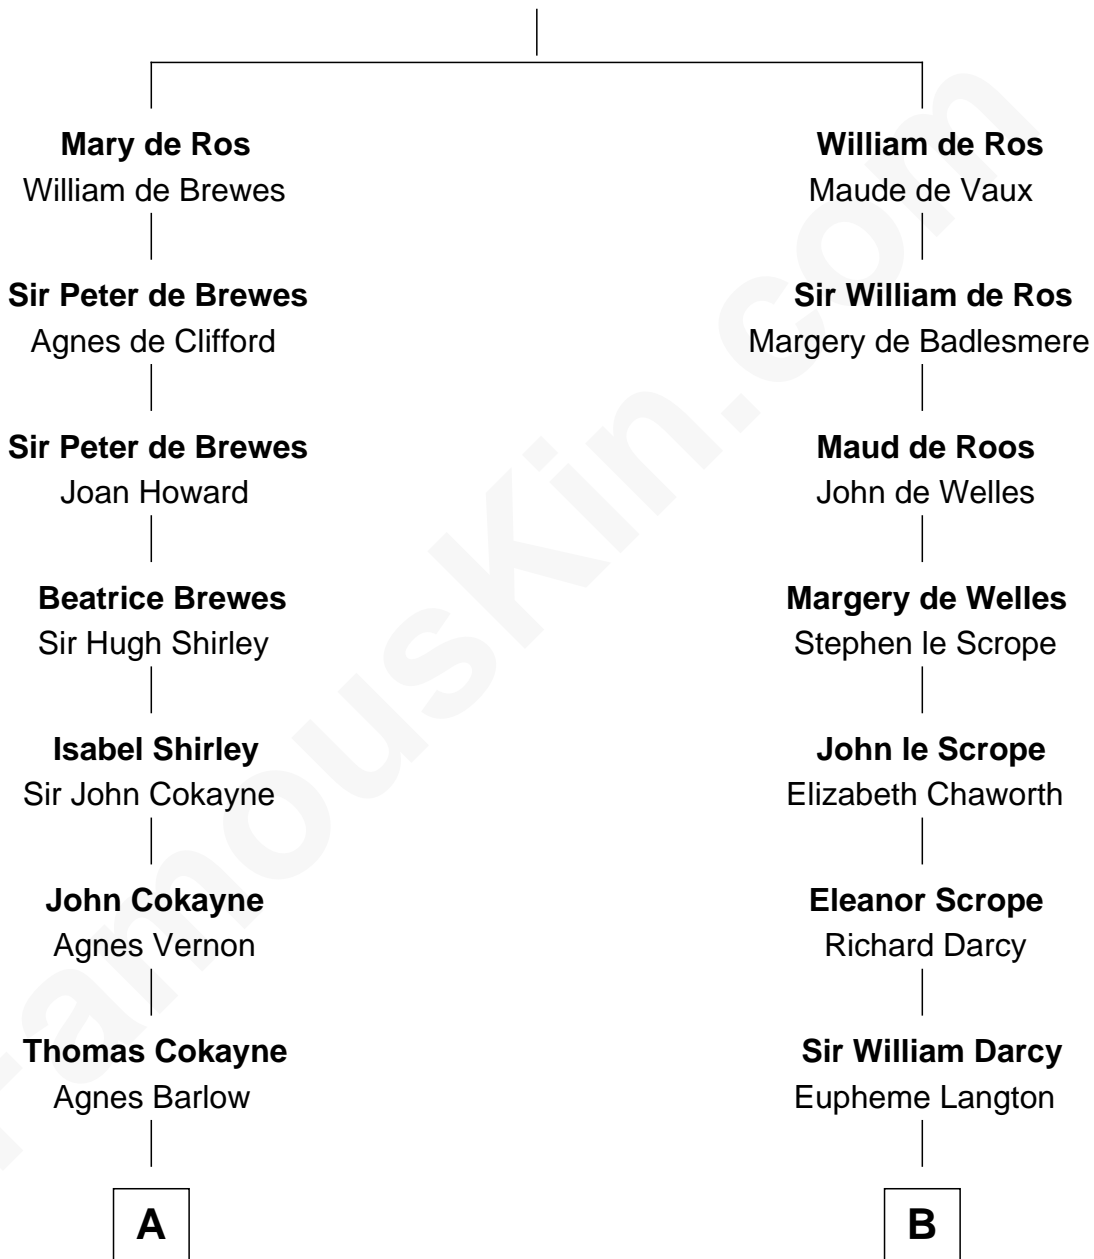 Mary de Ros
William de Brewes
Sir Peter de Brewes
Agnes de Clifford
Sir Peter de Brewes
Joan Howard
Beatrice Brewes
Sir Hugh Shirley
Isabel Shirley
Sir John Cokayne
John Cokayne
Agnes Vernon
Thomas Cokayne
Agnes Barlow
A
William de Ros
Maude de Vaux
Sir William de Ros
Margery de Badlesmere
Maud de Roos
John de Welles
Margery de Welles
Stephen le Scrope
John le Scrope
Elizabeth Chaworth
Eleanor Scrope
Richard Darcy
Sir William Darcy
Eupheme Langton
B
FamousKin.com